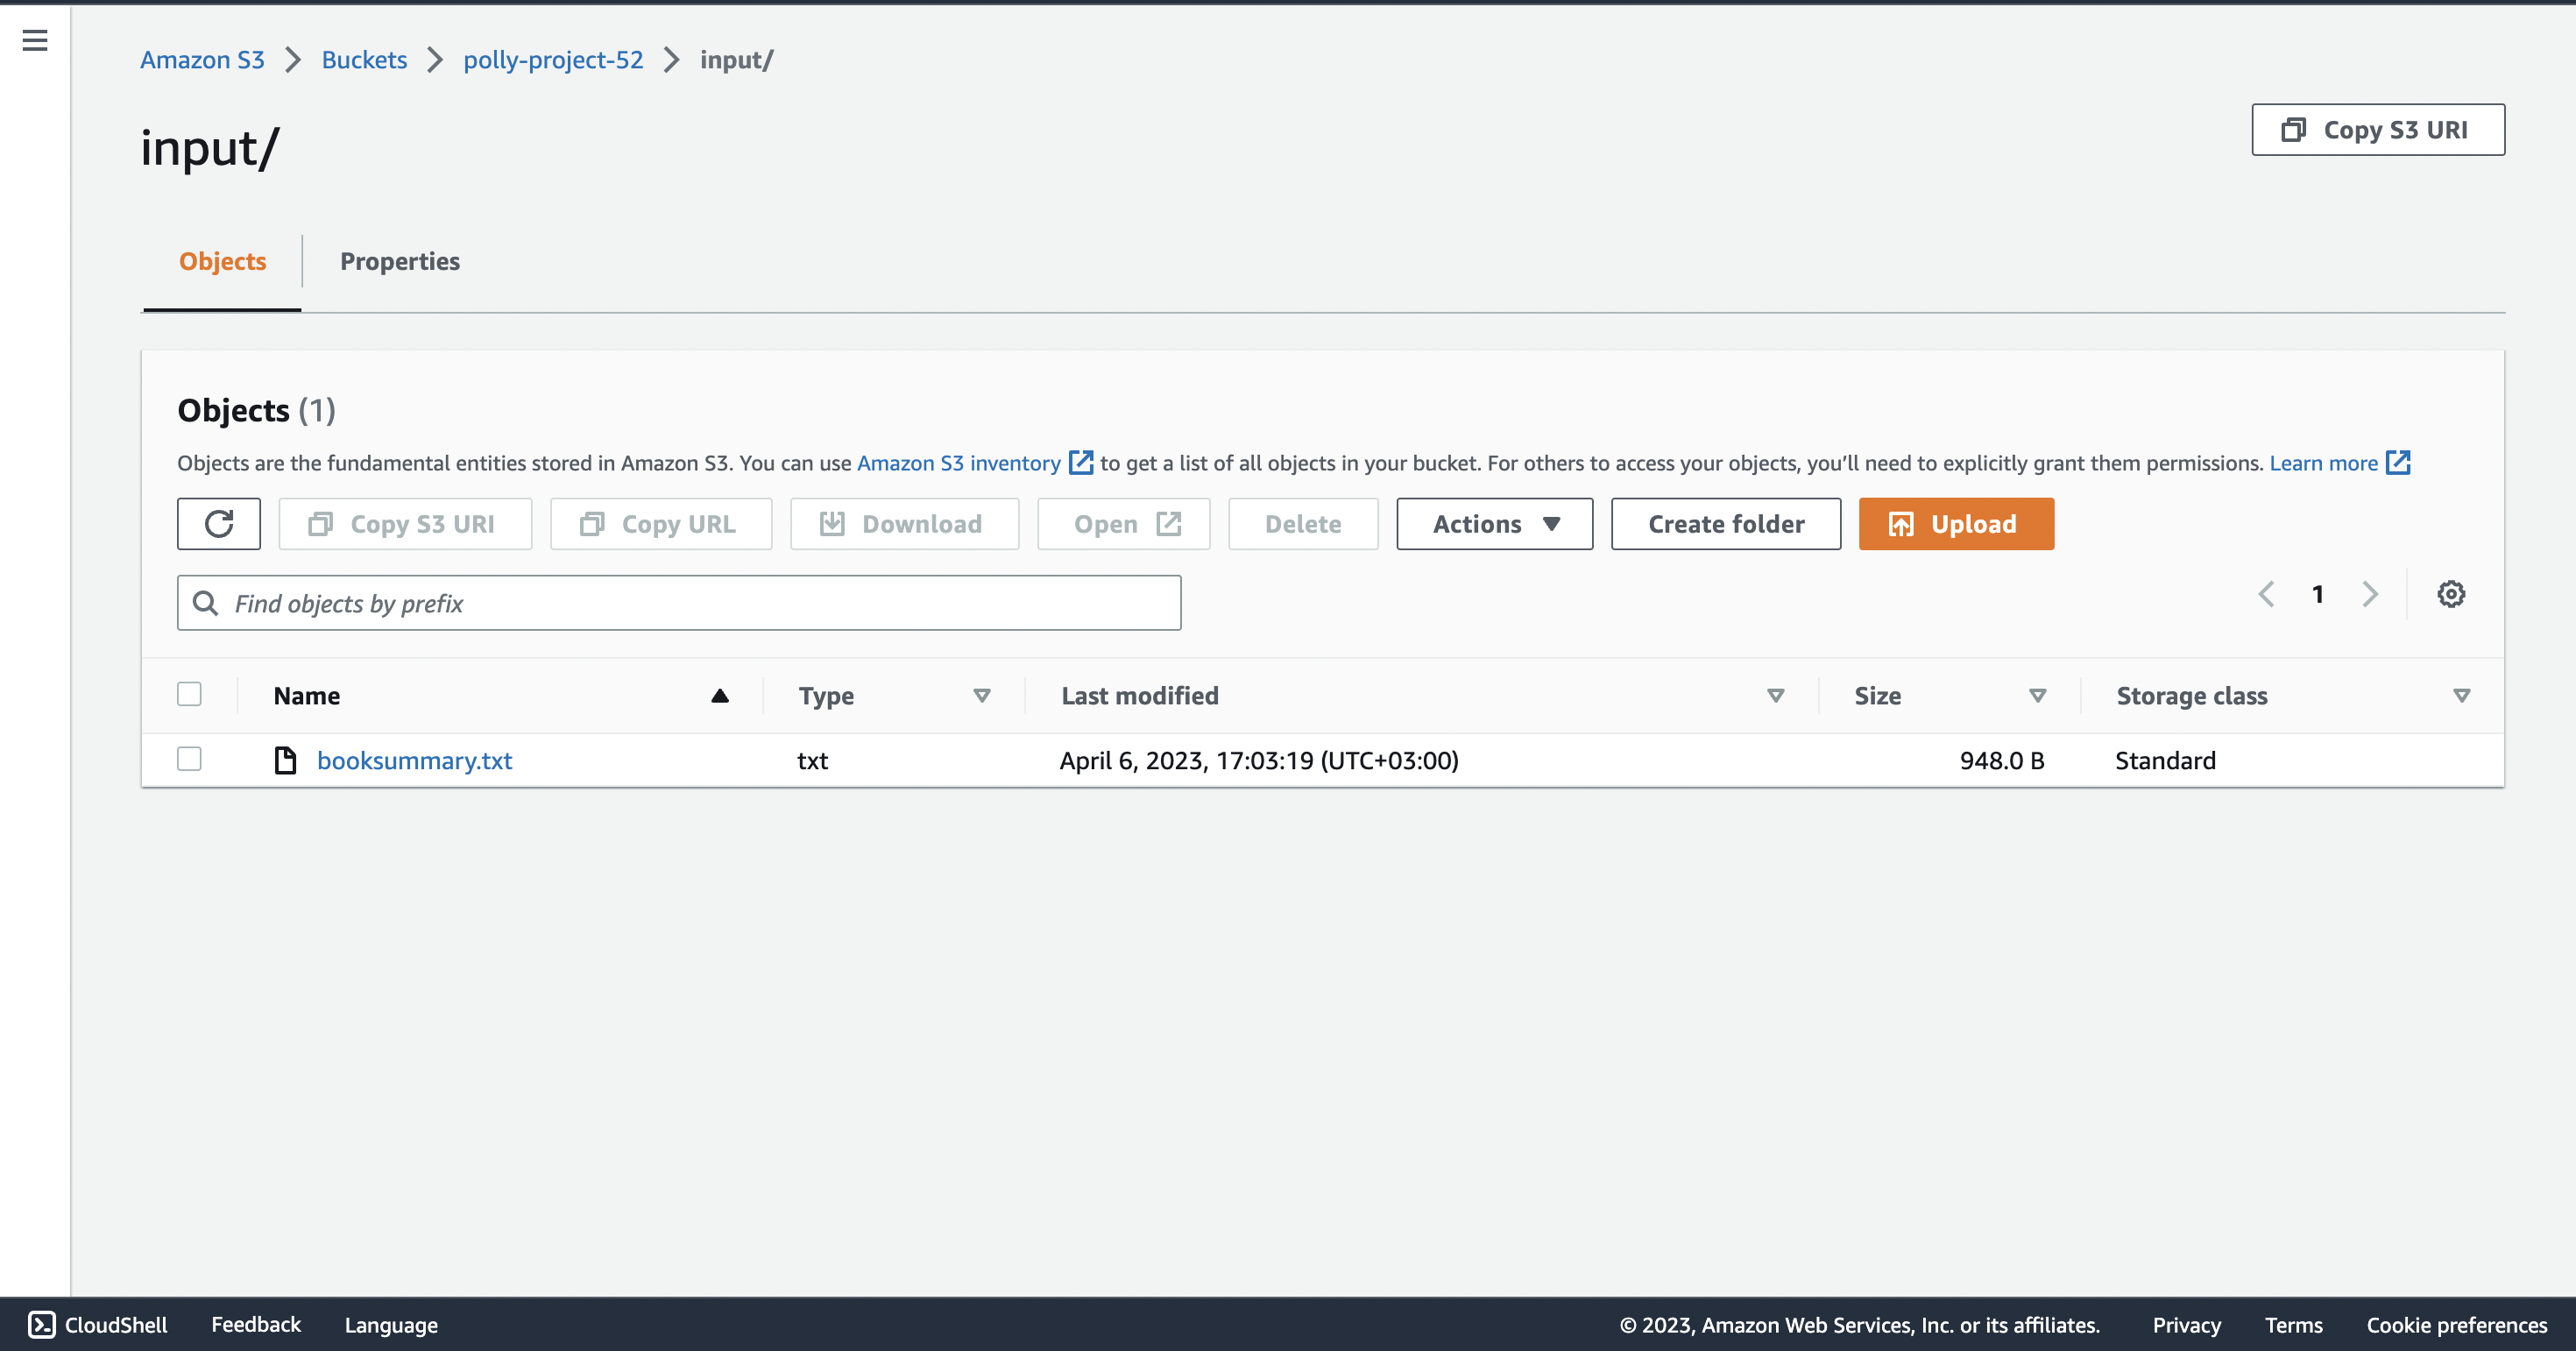 Amazon S3 Buckets polly-project-52 input/
input/
Copy S3 URI
Objects Properties
Objects (1)
Objects are the fundamental entities stored in Amazon S3. You can use Amazon S3 inventory to get a list of all objects in your bucket. For others to access your objects, you’ll need to explicitly grant them permissions. Learn more
Copy S3 URI Copy URL Download Open Delete Actions Create folder Upload
Find objects by prefix
1
Name Type Last modified Size Storage class
booksummary.txt txt April 6, 2023, 17:03:19 (UTC+03:00) 948.0 B Standard
CloudShell Feedback Language © 2023, Amazon Web Services, Inc. or its affiliates. Privacy Terms Cookie preferences